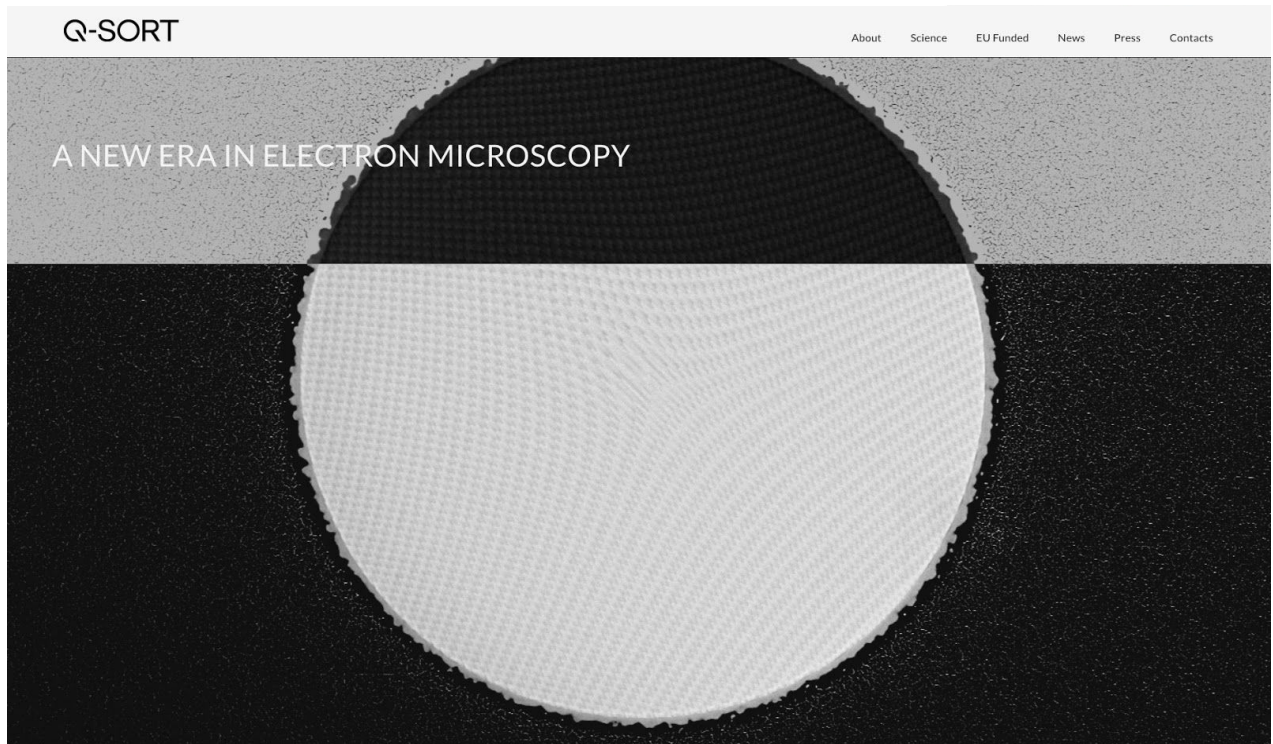 Q-SORT
About Science EU Funded News Press Contacts
A NEW ERA IN ELECTRON MICROSCOPY